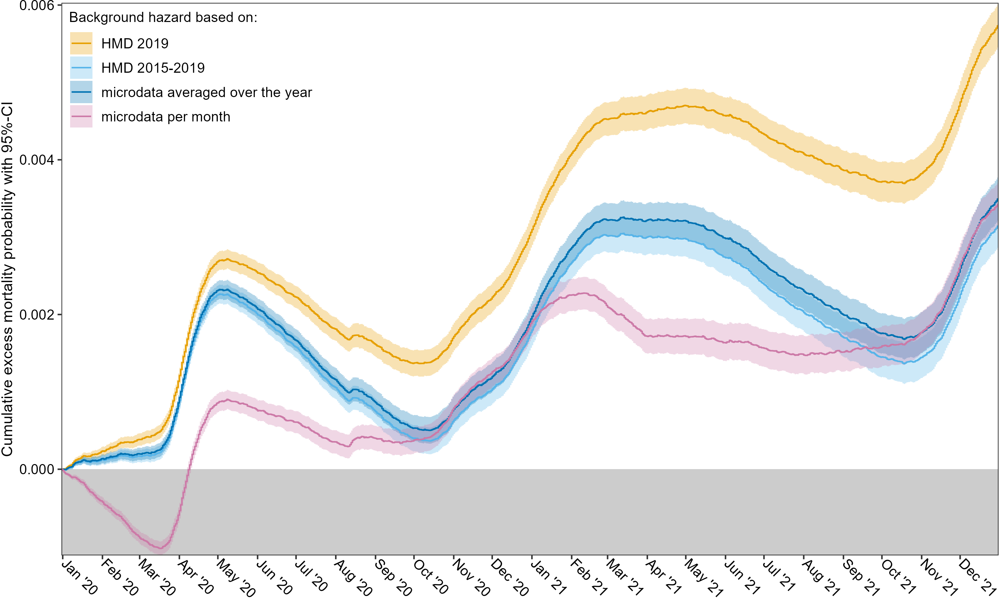 Cumulative excess mortality probability with 95%-CI
0.006
0.004
0.002
0.000
Background hazard based on:
HMD 2019
HMD 2015-2019
microdata averaged over the year
microdata per month
Jan '20
Feb '20
Mar '20
Apr '20
May '20
Jun '20
Jul '20
Aug '20
Sep '20
Oct '20
Nov '20
Dec '20
Jan '21
Feb '21
Mar '21
Apr '21
May '21
Jun '21
Jul '21
Aug '21
Sep '21
Oct '21
Nov '21
Dec '21